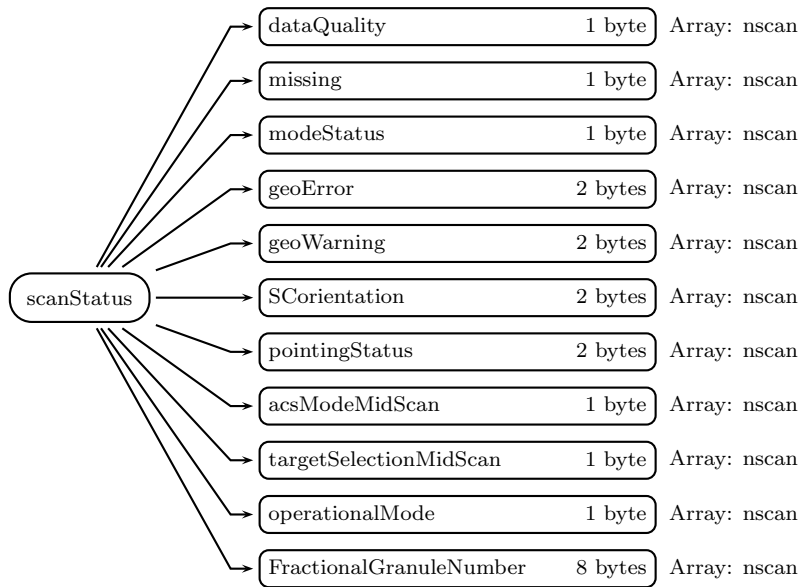 dataQuality 1 byte Array: nscan
missing 1 byte Array: nscan
modeStatus 1 byte Array: nscan
geoError 2 bytes Array: nscan
geoWarning 2 bytes Array: nscan
scanStatus
SCorientation 2 bytes Array: nscan
pointingStatus 2 bytes Array: nscan
acsModeMidScan 1 byte Array: nscan
targetSelectionMidScan 1 byte Array: nscan
operationalMode 1 byte Array: nscan
FractionalGranuleNumber 8 bytes Array: nscan